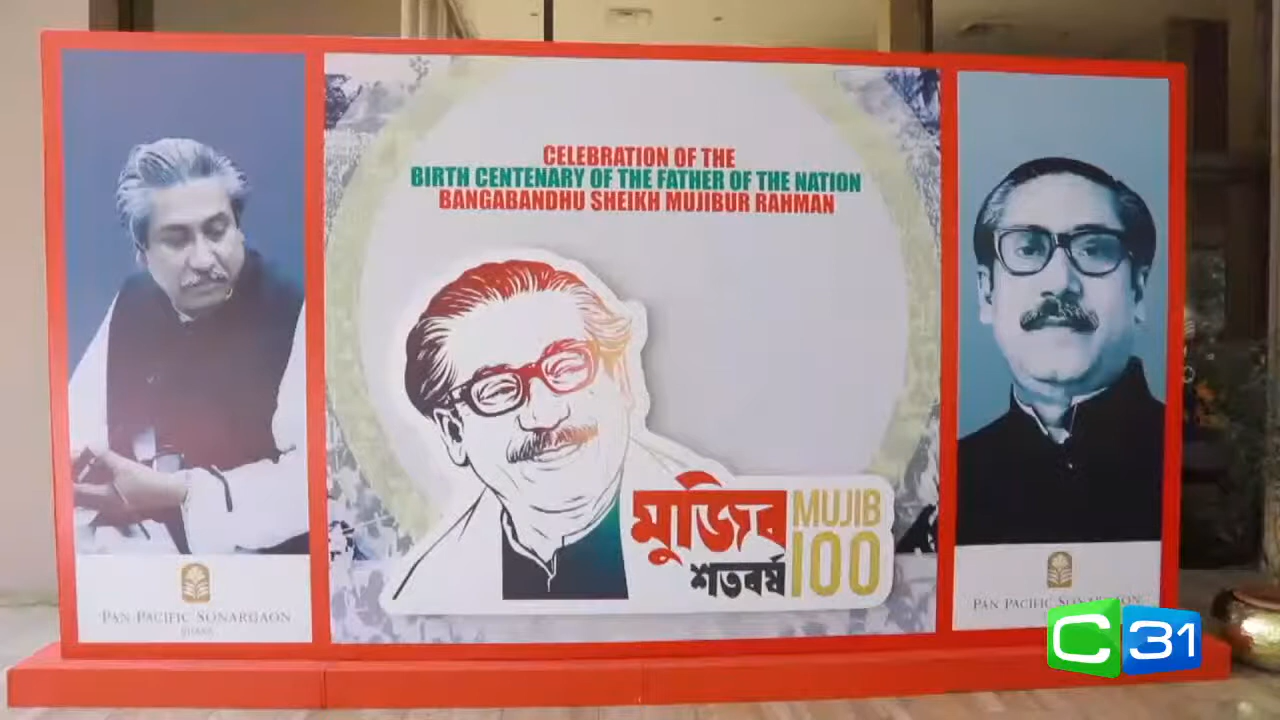 CELEBRATION OF THE
BIRTH CENTENARY OF THE FATHER OF THE NATION
BANGABANDHU SHEIKH MUJIBUR RAHMAN
মুজিব
শতবর্ষ
MUJIB
100
PAN PACIFIC SONARGAON
DHAKA
PAN PACIFIC SONARGAON
C 31